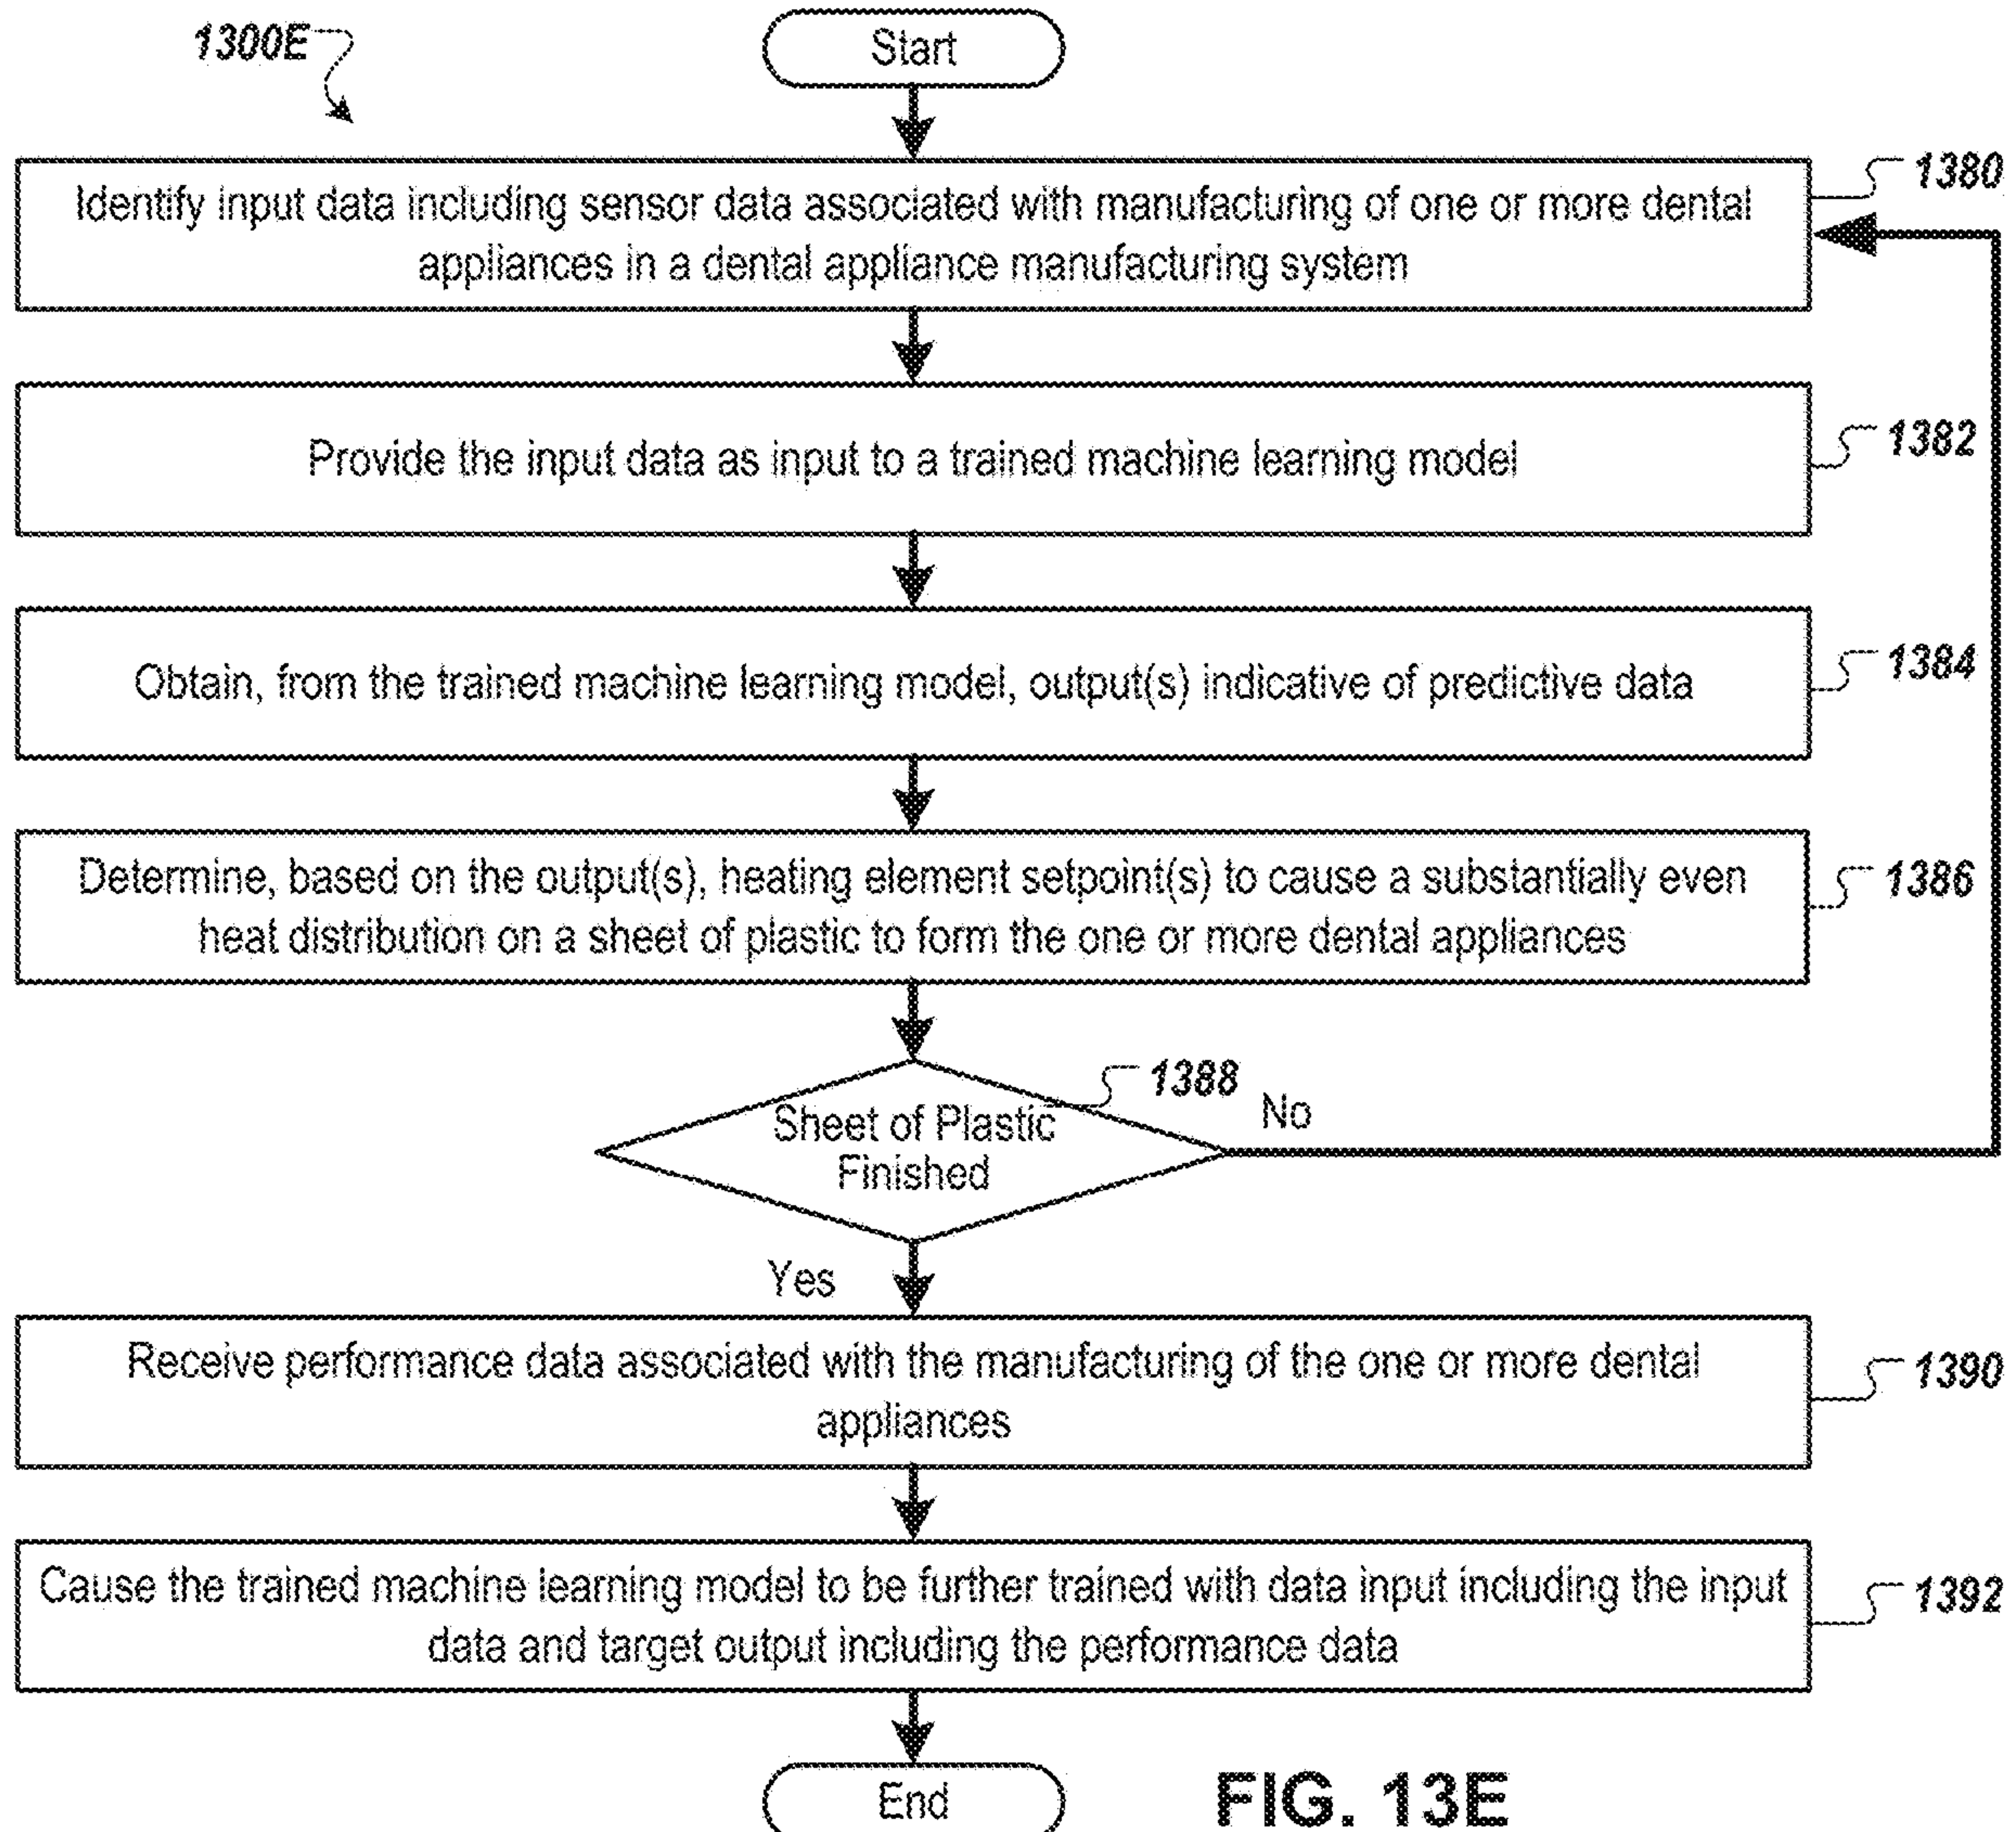 1300E
Start
Identify input data including sensor data associated with manufacturing of one or more dental
appliances in a dental appliance manufacturing system
1380
Provide the input data as input to a trained machine learning model
1382
Obtain, from the trained machine learning model, output(s) indicative of predictive data
1384
Determine, based on the output(s), heating element setpoint(s) to cause a substantially even
heat distribution on a sheet of plastic to form the one or more dental appliances
1386
1388
Sheet of Plastic
Finished
No
Yes
Receive performance data associated with the manufacturing of the one or more dental
appliances
1390
Cause the trained machine learning model to be further trained with data input including the input
data and target output including the performance data
1392
End
FIG. 13E